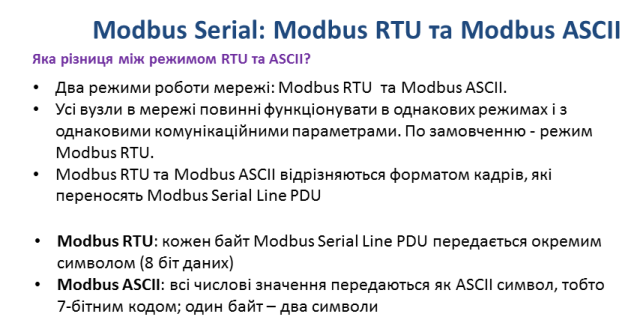 Modbus Serial: Modbus RTU та Modbus ASCII
Яка різниця між режимом RTU та ASCII?
• Два режими роботи мережі: Modbus RTU та Modbus ASCII.
• Усі вузли в мережі повинні функціонувати в однакових режимах і з
однаковими комунікаційними параметрами. По замовченню - режим
Modbus RTU.
• Modbus RTU та Modbus ASCII відрізняються форматом кадрів, які
переносять Modbus Serial Line PDU
• Modbus RTU: кожен байт Modbus Serial Line PDU передається окремим
символом (8 біт даних)
• Modbus ASCII: всі числові значення передаються як ASCII символ, тобто
7-бітним кодом; один байт – два символи